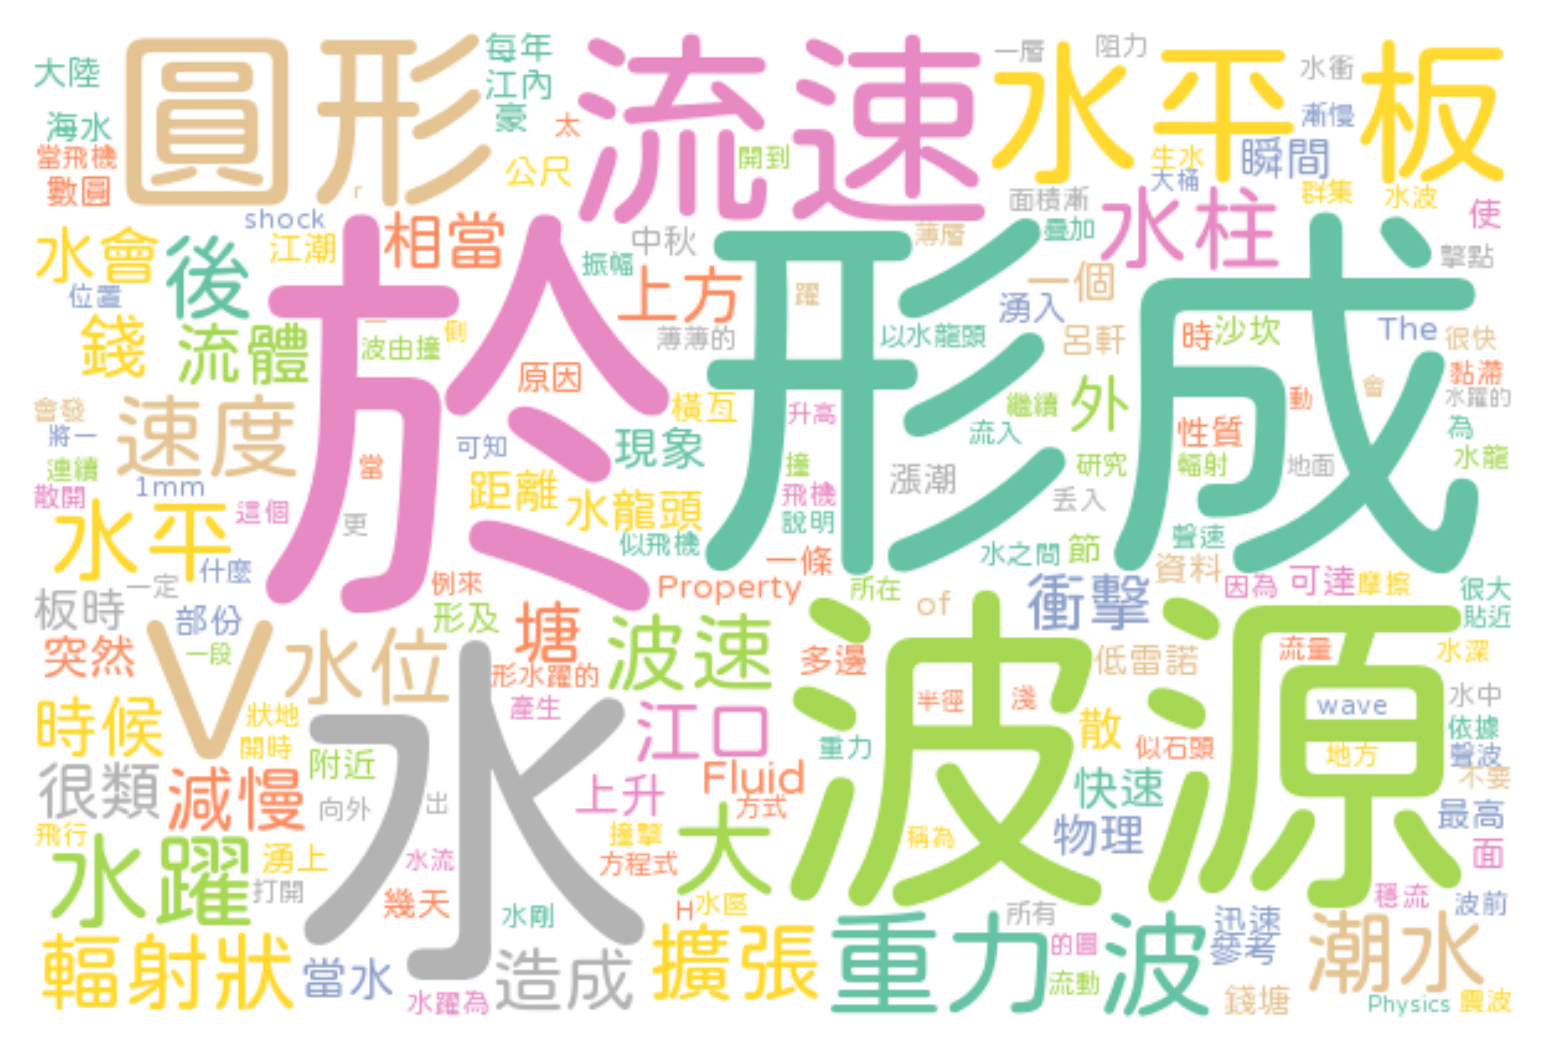 大陸
圓形
每年
流速
一層
阻力
水平板
水衝
江內
海水
豪
太
漸慢
當飛機
開到
瞬間
公尺
生水
數圓
大桶
群集
水波
「
面積漸
水柱
使
shock
相當
薄層
疊加
水會
後
江潮
中秋
擎點
振幅
於
形成
上方
一個
位置
躍
湧入
錢
一
倒
流體
波由撞
薄薄的
以水龍頭
呂軒
時
沙坎
The
很快
原因
黏滯
會發
速度
橫亙
升高
繼續
外
動
會
水躍的
將一
可知
現象
流入
性質
為
連續
當
撞
研究
輻射
地面
水龍
1mm
距離
漲潮
散開
飛機
丟入
水平
這個
更
水龍頭
說明
似飛機
聲速
一條
水之間
節
資料
什麼
一定
例來
Property
所在
因為
可達
摩擦
很大
板時
of
衝擊
貼近
部份
形及
塘
波速
突然
一段
V
水位
多邊
低雷諾
流量
水深
形水躍的
波源
半徑
淺
水中
狀地
產生
wave
時候
水
江口
散
依據
開時
重力
似石頭
地方
聲波
附近
Fluid
不要
很類
減慢
上升
快速
向外
出
方式
最高
飛行
撞擊
大
稱為
物理
水躍
湧上
水流
方程式
面
打開
幾天
H
水區
穩流
波前
水剛
所有
迅速
輻射狀
擴張
重力波
潮水
的圓
參考
當水
造成
流動
水躍為
錢塘
Physics
震波